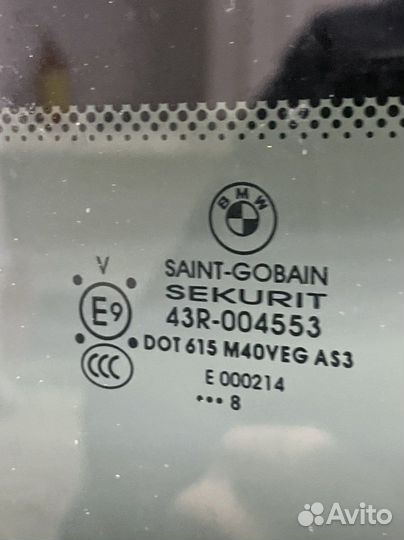 BMW
SAINT-GOBAIN
SEKURIT
V
E9
43R-004553
DOT 615 M40VEG AS3
CCC
E 000214
••• 8
Avito